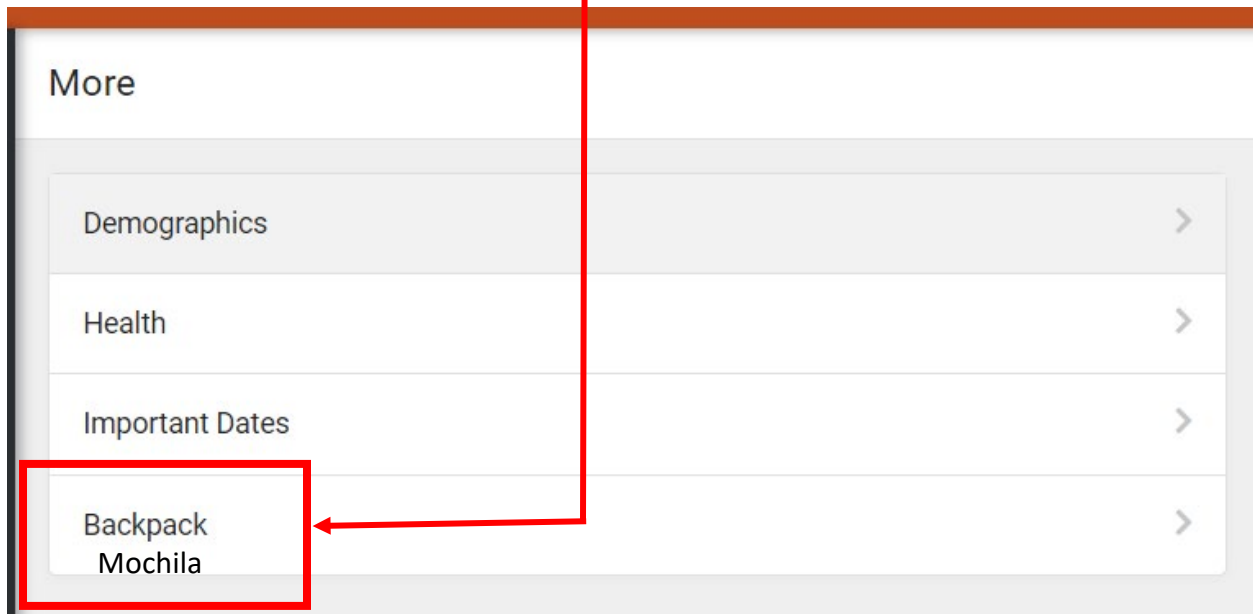 More
Demographics
Health
Important Dates
Backpack
Mochila